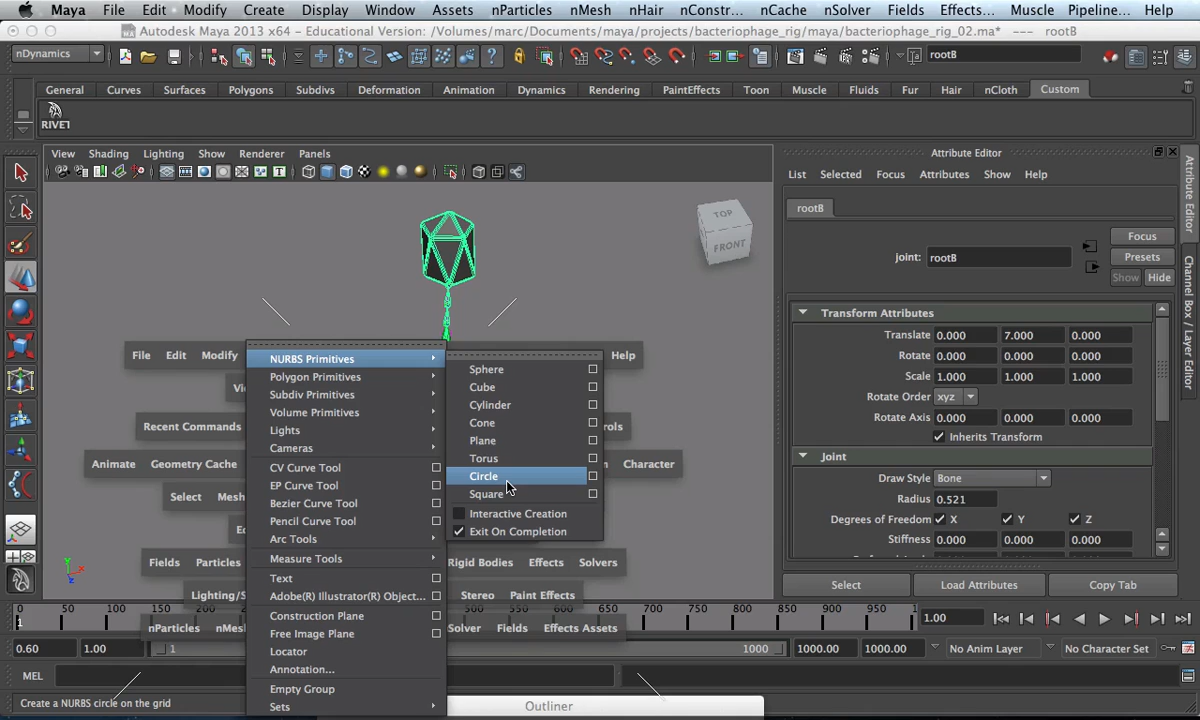 Maya File Edit Modify Create Display Window Assets nParticles nMesh nHair nConstr... nCache nSolver Fields Effects... Muscle Pipeline... Help
Autodesk Maya 2013 x64 - Educational Version: /Volumes/marc/Documents/maya/projects/bacteriophage_rig/maya/bacteriophage_rig_02.ma* --- rootB
nDynamics
rootB
General Curves Surfaces Polygons Subdivs Deformation Animation Dynamics Rendering PaintEffects Toon Muscle Fluids Fur Hair nCloth Custom
RIVET
View Shading Lighting Show Renderer Panels
TOP
FRONT
Attribute Editor
List Selected Focus Attributes Show Help
rootB
Focus
joint: rootB
Presets
Show Hide
Transform Attributes
Translate 0.000 7.000 0.000
Rotate 0.000 0.000 0.000
Scale 1.000 1.000 1.000
Rotate Order xyz
Rotate Axis 0.000 0.000 0.000
Inherits Transform
Joint
Draw Style Bone
Radius 0.521
Degrees of Freedom X Y Z
Stiffness 0.000 0.000 0.000
Select Load Attributes Copy Tab
Attribute Editor
Channel Box / Layer Editor
File Edit Modify
Help
Recent Commands
Animate Geometry Cache
Character
Select Mesh
Fields Particles
Rigid Bodies Effects Solvers
Stereo Paint Effects
nParticles
Solver Fields Effects Assets
NURBS Primitives
Polygon Primitives
Subdiv Primitives
Volume Primitives
Lights
Cameras
CV Curve Tool
EP Curve Tool
Bezier Curve Tool
Pencil Curve Tool
Arc Tools
Measure Tools
Text
Adobe(R) Illustrator(R) Object...
Construction Plane
Free Image Plane
Locator
Annotation...
Empty Group
Sets
Sphere
Cube
Cylinder
Cone
Plane
Torus
Circle
Square
Interactive Creation
Exit On Completion
0 50 100 150 200 500 550 600 650 700 750 800 850 900 950 1
1
1.00
0.60 1.00 1 1000 1000.00 1000.00 No Anim Layer No Character Set
MEL
Create a NURBS circle on the grid
Outliner